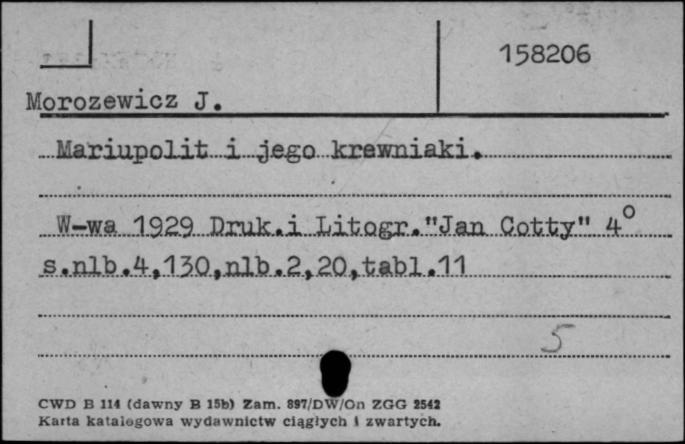 158206
Morozewicz J.
Mariupolit i jego krewniaki.
W-wa 1929 Druk.i Litogr."Jan Cotty" 4°
s.nlb.4,130,nlb.2,20,tabl.11
5
CWD B 114 (dawny B 15b) Zam. 897/DW/On ZGG 2542
Karta katalogowa wydawnictw ciągłych i zwartych.